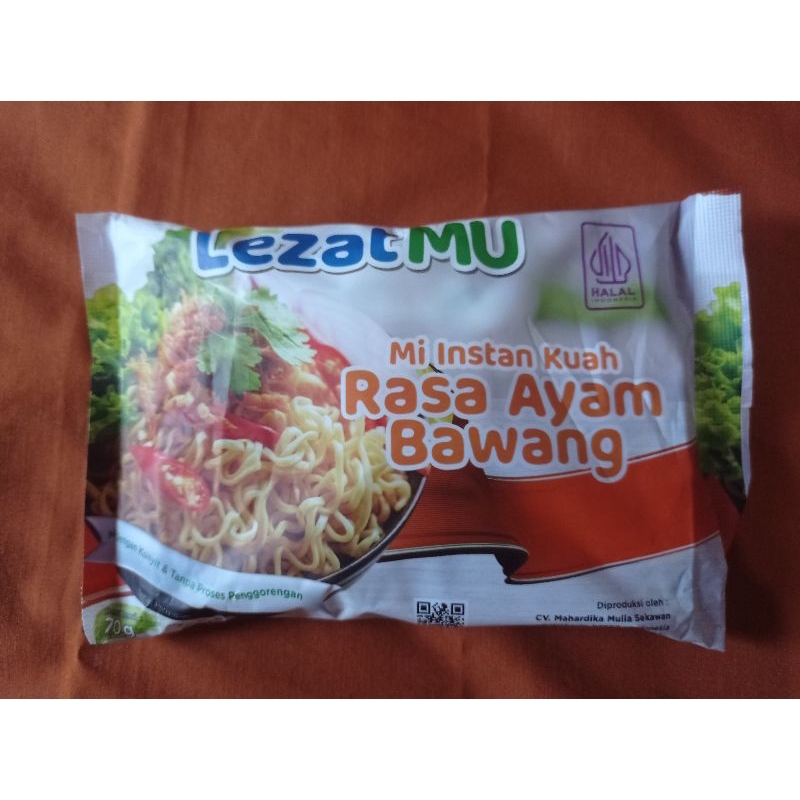 LezatMU
HALAL
INDONESIA
Mi Instan Kuah
Rasa Ayam
Bawang
Kunyit & Tanpa Proses Penggorengan
70 g
Diproduksi oleh :
CV. Mahardika Mulia Sekawan